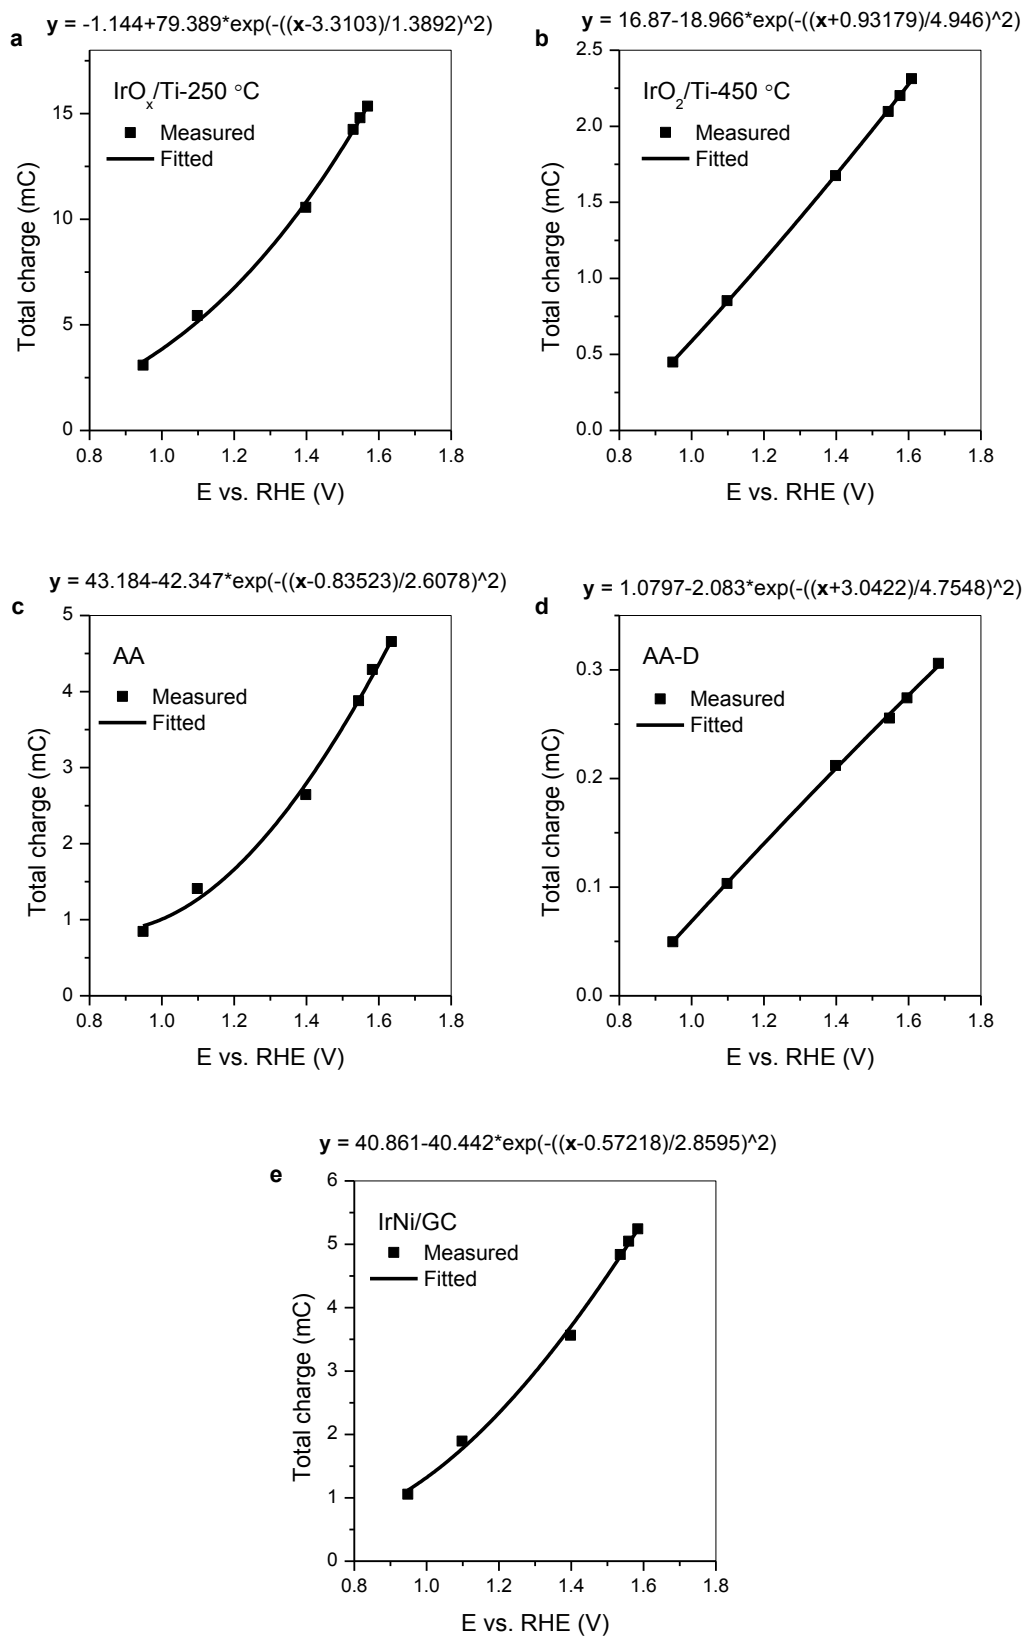 y = -1.144+79.389*exp(-((x-3.3103)/1.3892)^2)
a
IrOx/Ti-250 °C
Measured
Fitted
Total charge (mC)
15
10
5
0
0.8 1.0 1.2 1.4 1.6 1.8
E vs. RHE (V)
y = 16.87-18.966*exp(-((x+0.93179)/4.946)^2)
b
IrO2/Ti-450 °C
Measured
Fitted
Total charge (mC)
2.5
2.0
1.5
1.0
0.5
0.0
0.8 1.0 1.2 1.4 1.6 1.8
E vs. RHE (V)
y = 43.184-42.347*exp(-((x-0.83523)/2.6078)^2)
c
AA
Measured
Fitted
Total charge (mC)
5
4
3
2
1
0
0.8 1.0 1.2 1.4 1.6 1.8
E vs. RHE (V)
y = 1.0797-2.083*exp(-((x+3.0422)/4.7548)^2)
d
AA-D
Measured
Fitted
Total charge (mC)
0.3
0.2
0.1
0.0
0.8 1.0 1.2 1.4 1.6 1.8
E vs. RHE (V)
y = 40.861-40.442*exp(-((x-0.57218)/2.8595)^2)
e
IrNi/GC
Measured
Fitted
Total charge (mC)
6
5
4
3
2
1
0
0.8 1.0 1.2 1.4 1.6 1.8
E vs. RHE (V)